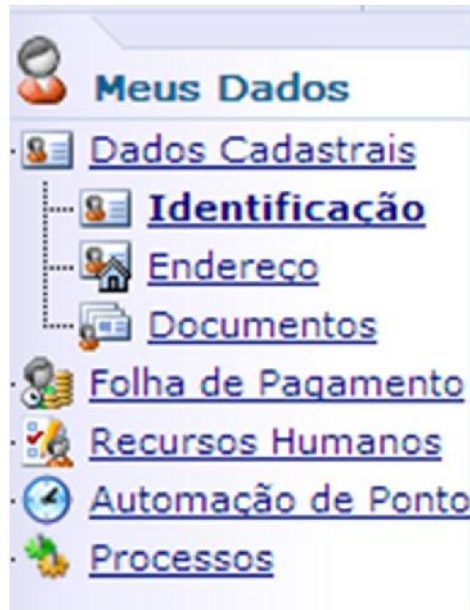 Meus Dados
Dados Cadastrais
Identificação
Endereço
Documentos
Folha de Pagamento
Recursos Humanos
Automação de Ponto
Processos